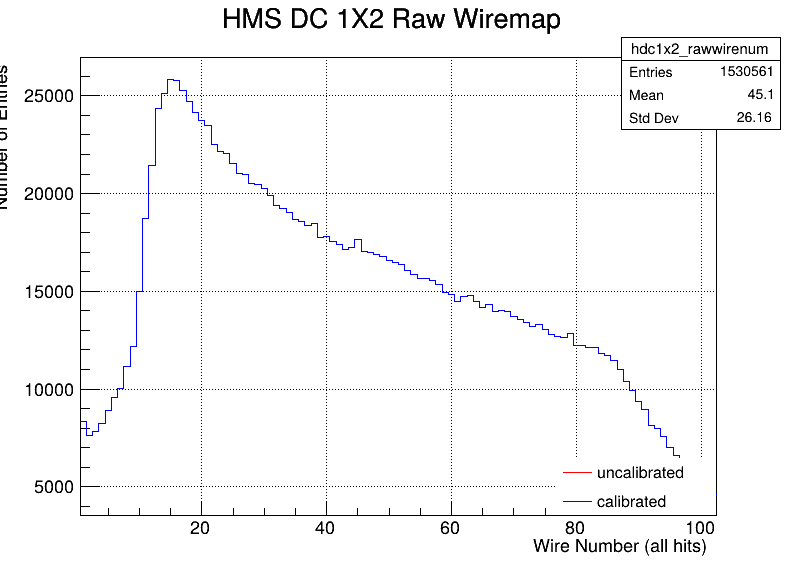 HMS DC 1X2 Raw Wiremap
hdc1x2_rawwirenum
Entries 1530561
Mean 45.1
Std Dev 26.16
Number of Entries
25000
20000
15000
10000
5000
uncalibrated
calibrated
20 40 60 80 100
Wire Number (all hits)